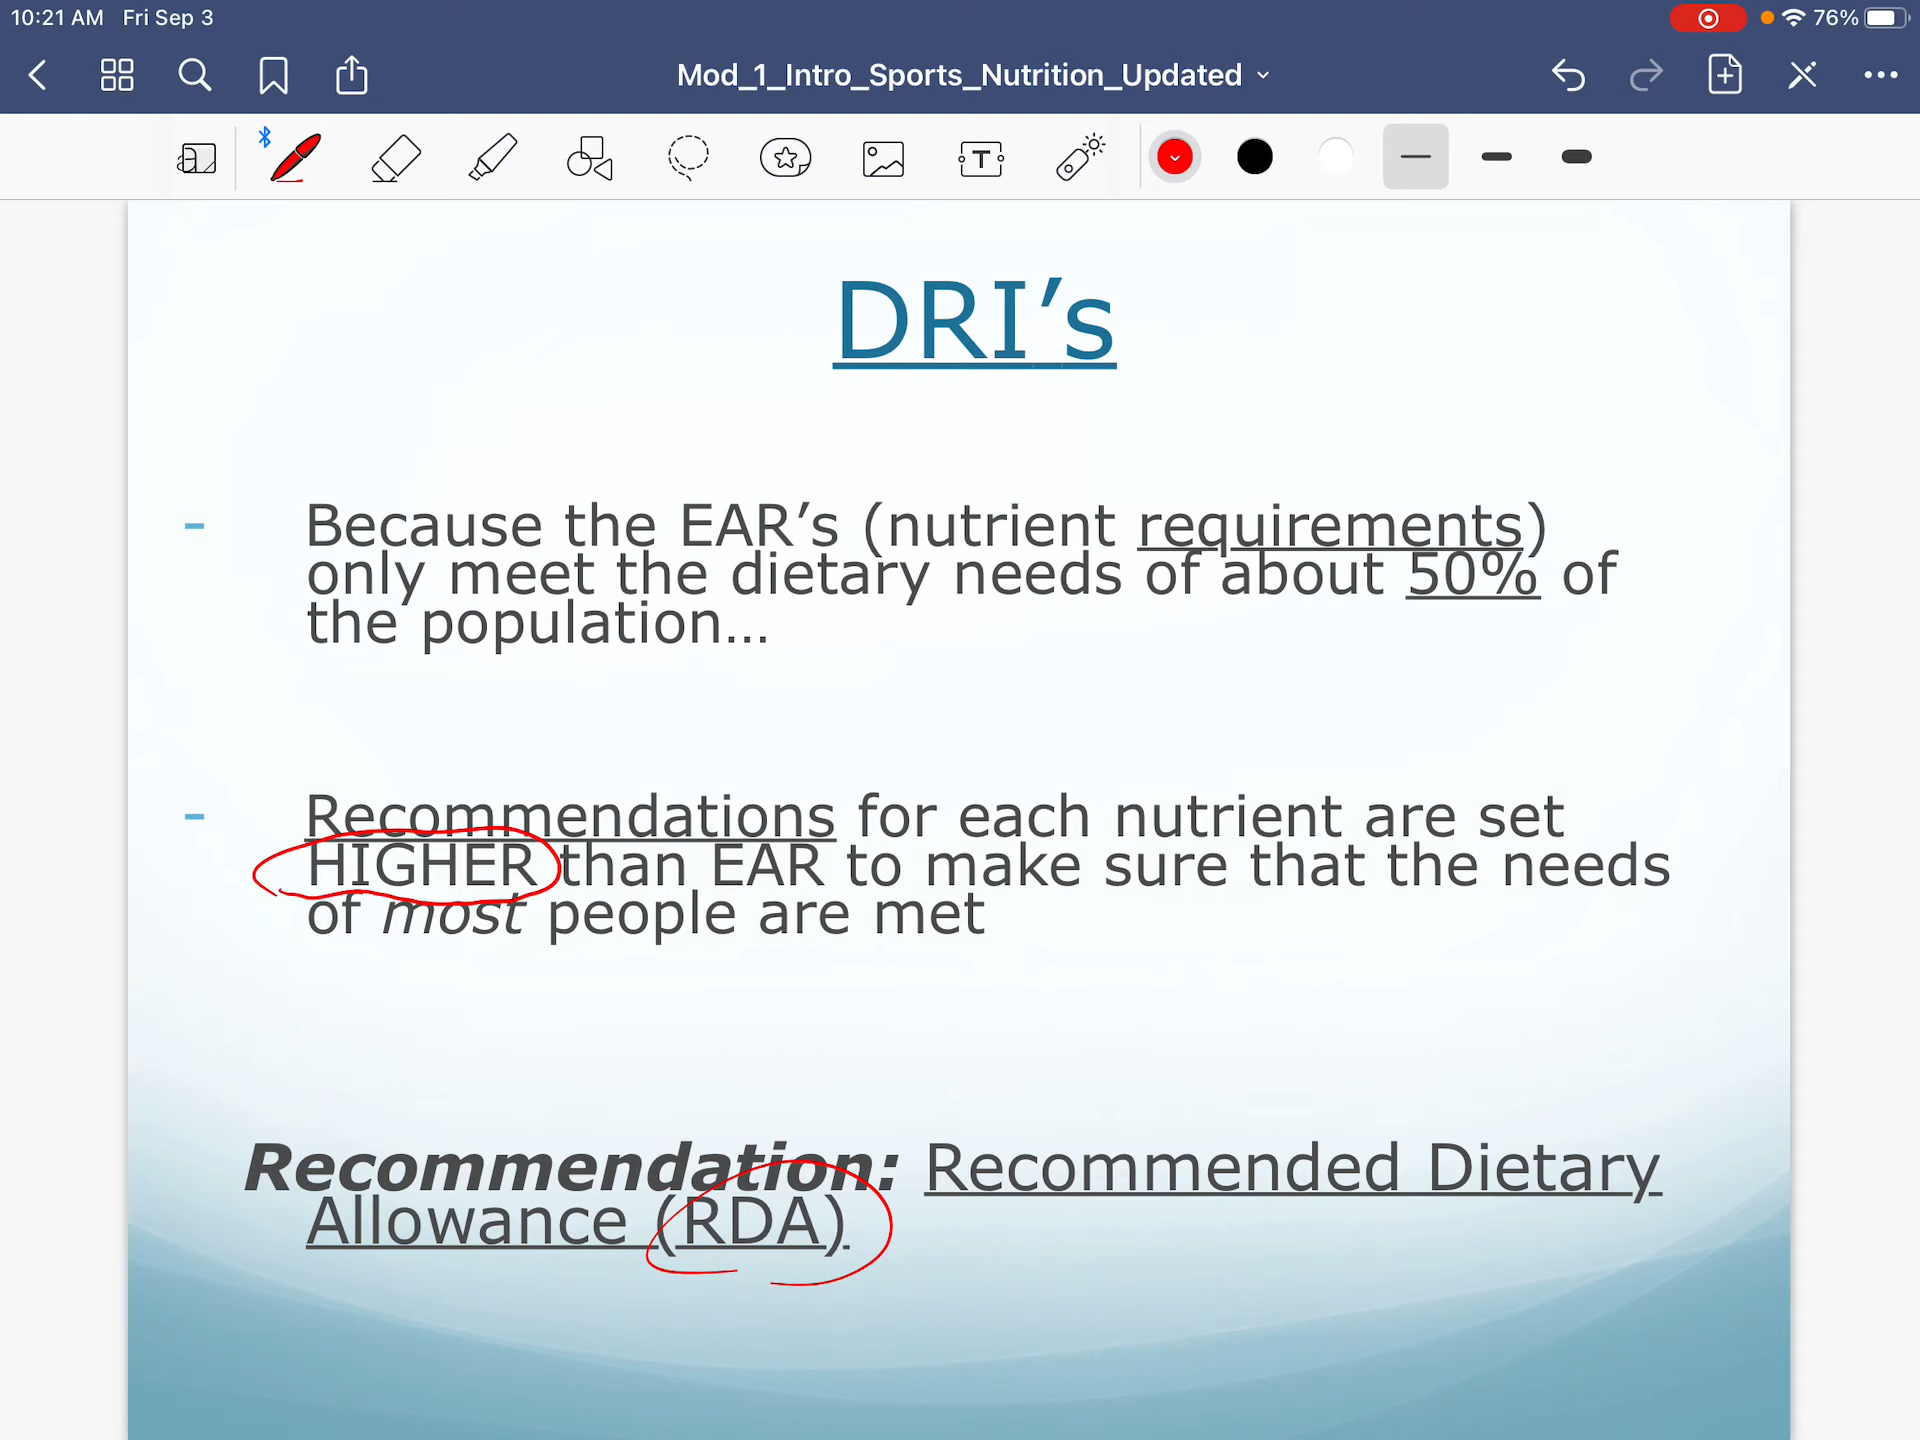 10:21 AM Fri Sep 3
76%
Mod_1_Intro_Sports_Nutrition_Updated
T
DRI’s
- Because the EAR’s (nutrient requirements)
only meet the dietary needs of about 50% of
the population...
- Recommendations for each nutrient are set
HIGHER than EAR to make sure that the needs
of most people are met
Recommendation: Recommended Dietary
Allowance (RDA)